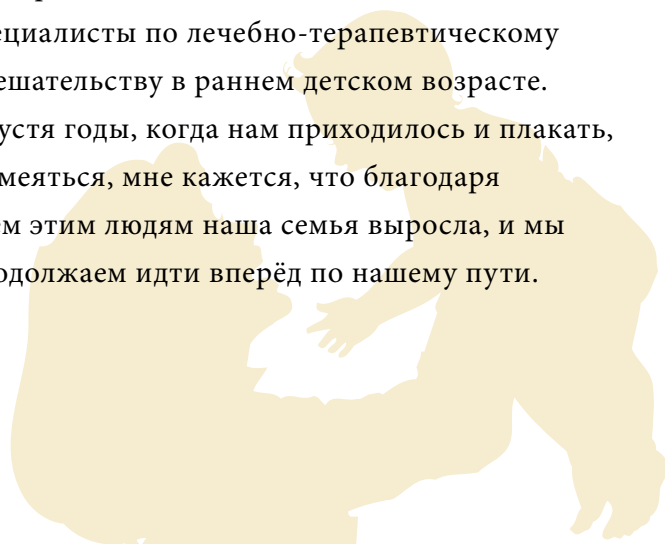 ециалисты по лечебно-терапевтическому
ешательству в раннем детском возрасте.
устя годы, когда нам приходилось и плакать,
меяться, мне кажется, что благодаря
ем этим людям наша семья выросла, и мы
одолжаем идти вперёд по нашему пути.